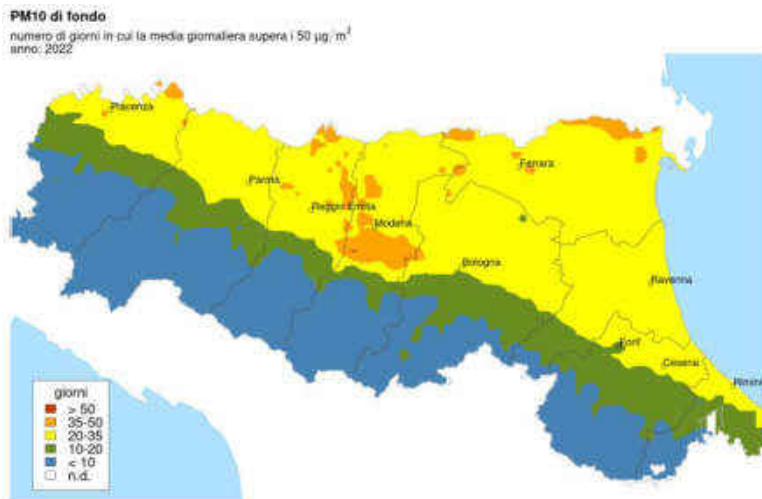 PM10 di fondo
numero di giorni in cui la media giornaliera supera i 50 µg/m³
anno: 2022
Piacenza
Parma
Reggio Emilia
Modena
Ferrara
Bologna
Ravenna
Forlì
Cesena
Rimini
giorni
> 50
35-50
20-35
10-20
< 10
n.d.